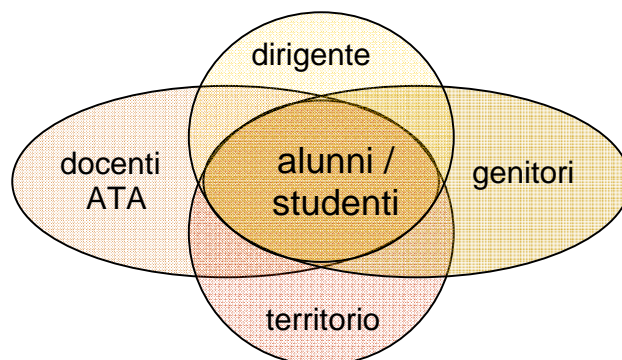 dirigente
docenti
ATA
alunni /
studenti
genitori
territorio